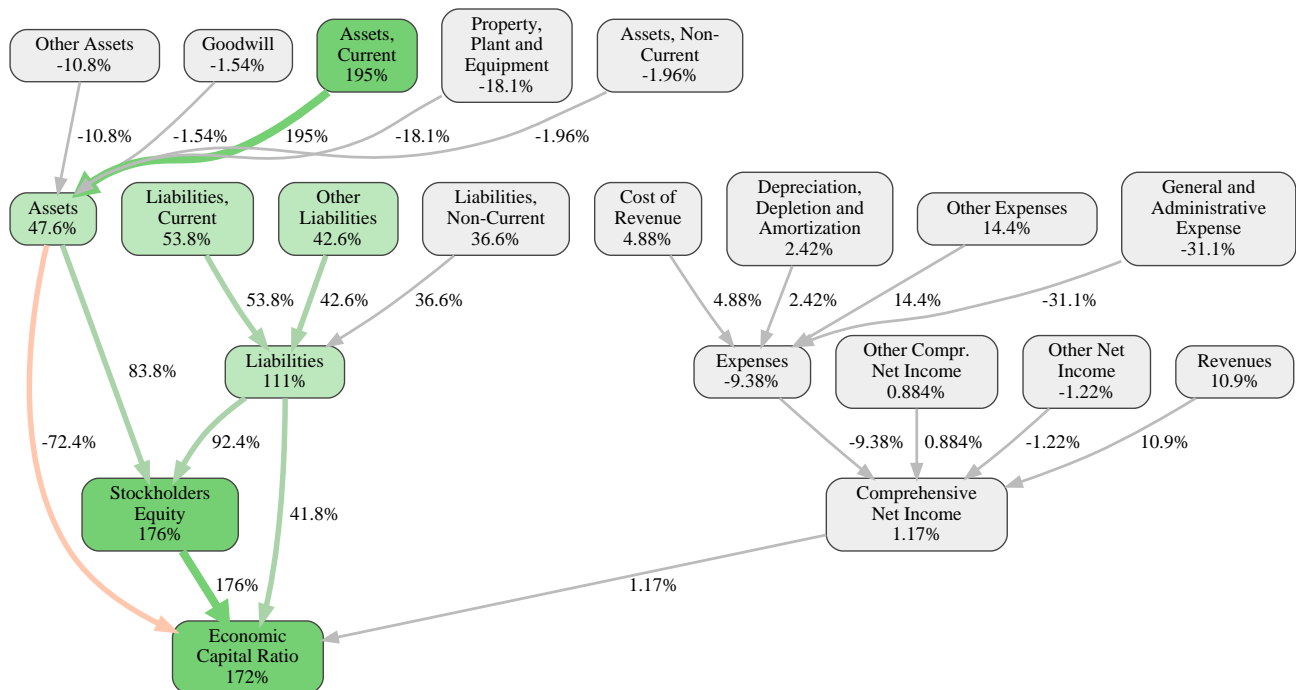 Other Assets
-10.8%
Goodwill
-1.54%
Assets,
Current
195%
Property,
Plant and
Equipment
-18.1%
Assets, Non-
Current
-1.96%
-10.8%
-1.54%
195%
-18.1%
-1.96%
Assets
47.6%
Liabilities,
Current
53.8%
Other
Liabilities
42.6%
Liabilities,
Non-Current
36.6%
Cost of
Revenue
4.88%
Depreciation,
Depletion and
Amortization
2.42%
Other Expenses
14.4%
General and
Administrative
Expense
-31.1%
53.8%
42.6%
36.6%
4.88%
2.42%
14.4%
-31.1%
83.8%
Liabilities
111%
Expenses
-9.38%
Other Compr.
Net Income
0.884%
Other Net
Income
-1.22%
Revenues
10.9%
-72.4%
92.4%
-9.38%
0.884%
-1.22%
10.9%
Stockholders
Equity
176%
41.8%
Comprehensive
Net Income
1.17%
176%
1.17%
Economic
Capital Ratio
172%